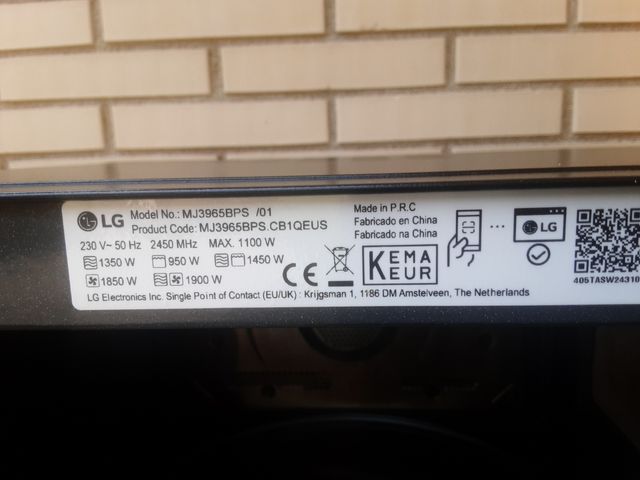 LG Model No.: MJ3965BPS /01
Product Code: MJ3965BPS.CB1QEUS
230 V~ 50 Hz 2450 MHz MAX. 1100 W
1350 W 950 W 1450 W
1850 W 1900 W
CE
LG Electronics Inc. Single Point of Contact (EU/UK) : Krijgsman 1, 1186 DM Amstelveen, The Netherlands
Made in P.R.C
Fabricado en China
Fabricado na China
KEMA
KEUR
LG